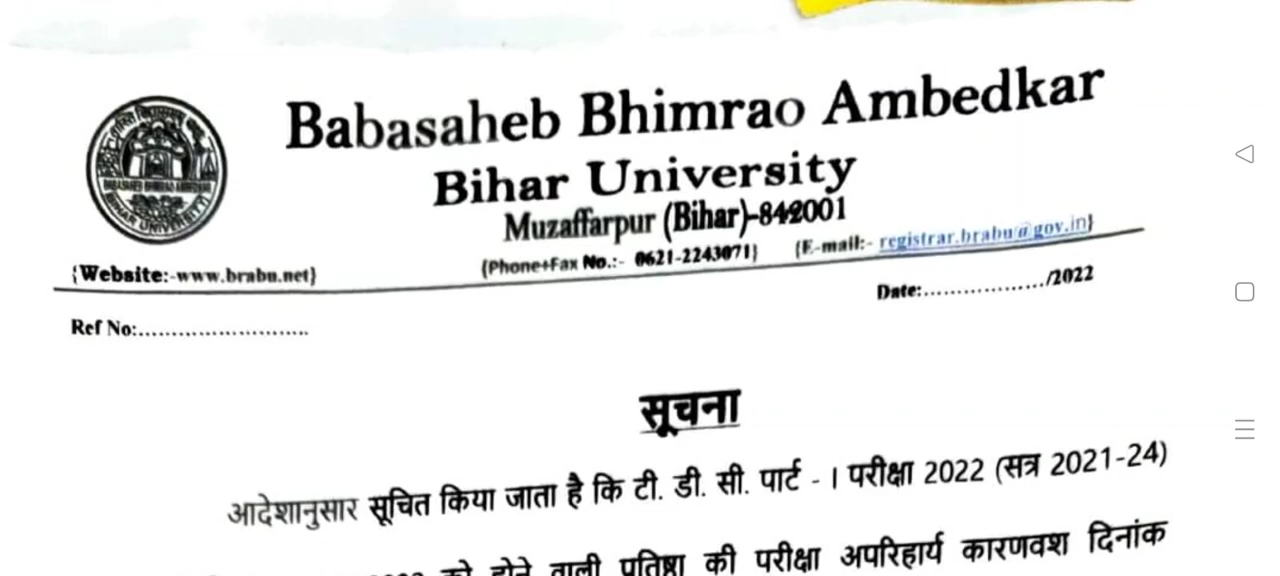 Babasaheb Bhimrao Ambedkar
Bihar University
Muzaffarpur (Bihar)-842001
{Website:-www.brabu.net} {Phone+Fax No.:- 0621-2243071} {E-mail:- registrar.brabu@gov.in}
Ref No:.......................... Date:.................../2022
सूचना
आदेशानुसार सूचित किया जाता है कि टी. डी. सी. पार्ट - I परीक्षा 2022 (सत्र 2021-24)
को होने वाली प्रतिष्ठा की परीक्षा अपरिहार्य कारणवश दिनांक